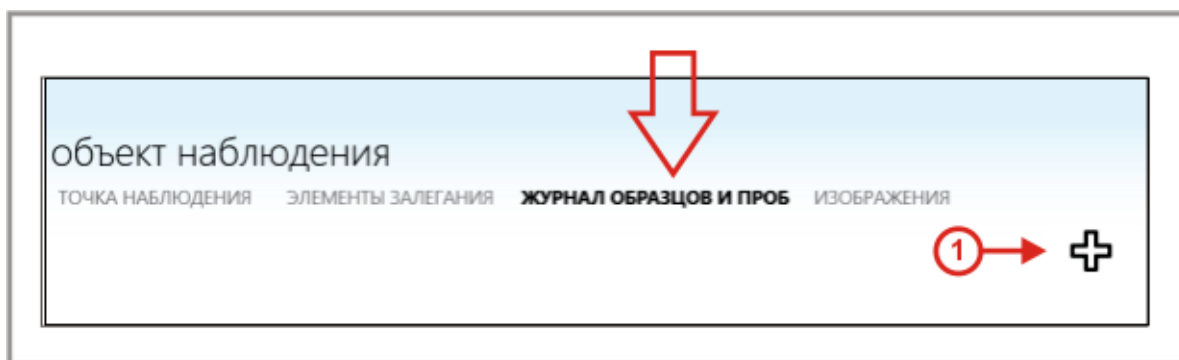 объект наблюдения
ТОЧКА НАБЛЮДЕНИЯ ЭЛЕМЕНТЫ ЗАЛЕГАНИЯ ЖУРНАЛ ОБРАЗЦОВ И ПРОБ ИЗОБРАЖЕНИЯ
1